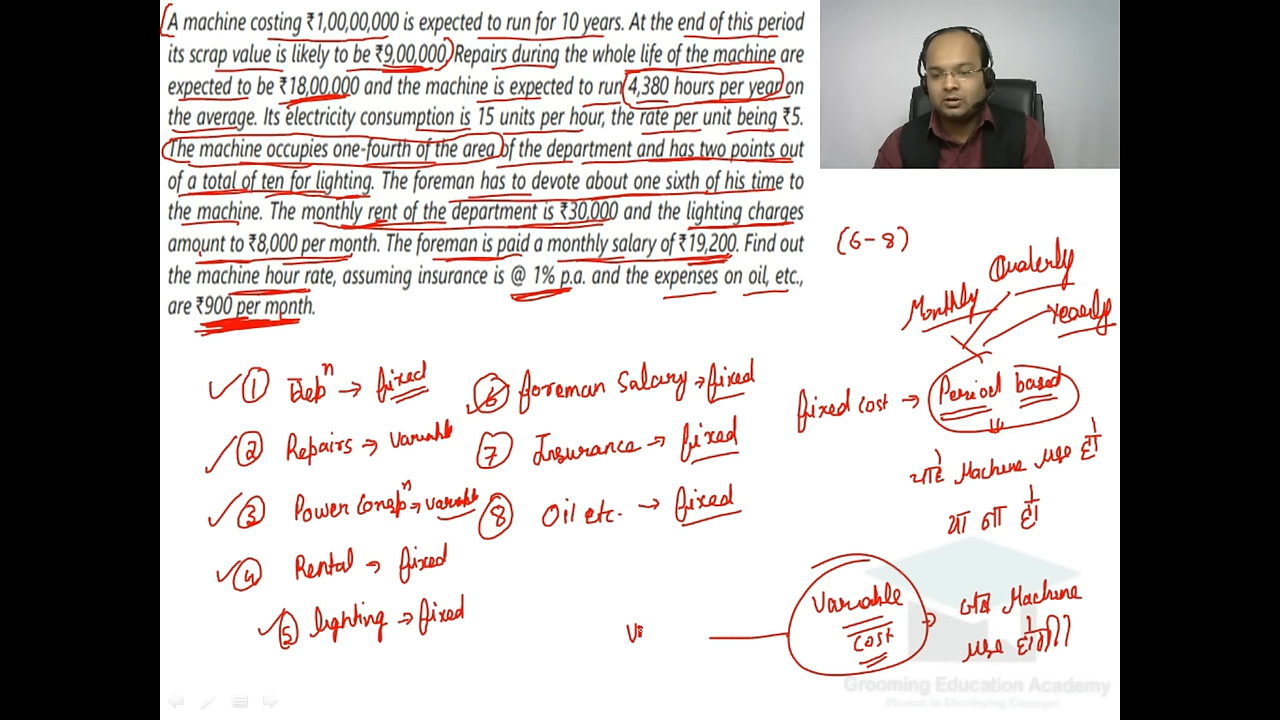 A machine costing ₹1,00,00,000 is expected to run for 10 years. At the end of this period
its scrap value is likely to be ₹9,00,000. Repairs during the whole life of the machine are
expected to be ₹18,00,000 and the machine is expected to run 4,380 hours per year on
the average. Its electricity consumption is 15 units per hour, the rate per unit being ₹5.
The machine occupies one-fourth of the area of the department and has two points out
of a total of ten for lighting. The foreman has to devote about one sixth of his time to
the machine. The monthly rent of the department is ₹30,000 and the lighting charges
amount to ₹8,000 per month. The foreman is paid a monthly salary of ₹19,200. Find out
the machine hour rate, assuming insurance is @ 1% p.a. and the expenses on oil, etc.,
are ₹900 per month.
(6-8)
Quaterly
Monthly
Yearly
① Depⁿ → fixed
② Repairs → variable
③ Power Conspⁿ → variable
④ Rental → fixed
⑤ lighting → fixed
⑥ foreman Salary → fixed
⑦ Insurance → fixed
⑧ Oil etc. → fixed
fixed cost → Period based
चाहे Machine use हो
या ना हो
Variable
cost
→ जब Machine
use होगी
Grooming Education Academy